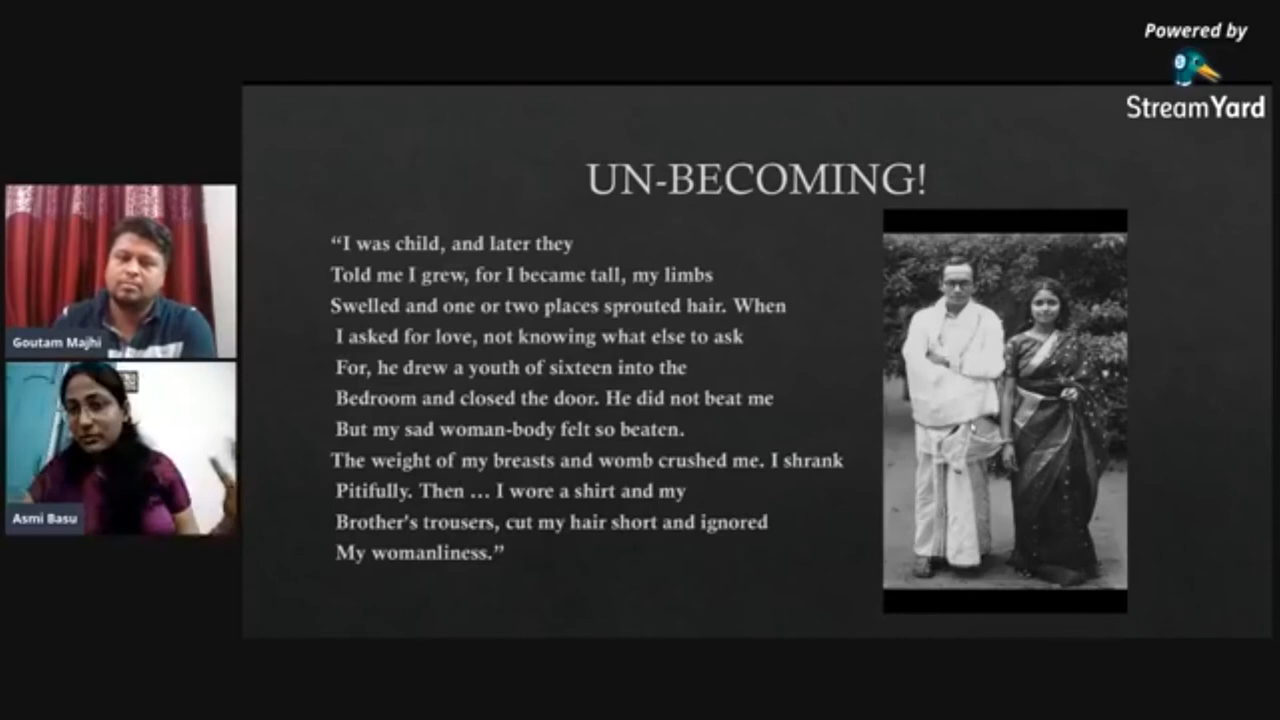 Powered by
StreamYard
UN-BECOMING!
“I was child, and later they
Told me I grew, for I became tall, my limbs
Swelled and one or two places sprouted hair. When
I asked for love, not knowing what else to ask
For, he drew a youth of sixteen into the
Bedroom and closed the door. He did not beat me
But my sad woman-body felt so beaten.
The weight of my breasts and womb crushed me. I shrank
Pitifully. Then ... I wore a shirt and my
Brother's trousers, cut my hair short and ignored
My womanliness.”
Goutam Majhi
Asmi Basu